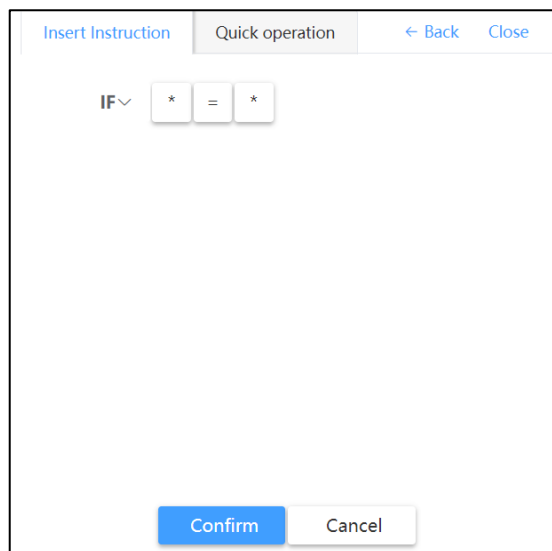 Insert Instruction Quick operation ← Back Close
IF * = *
Confirm Cancel